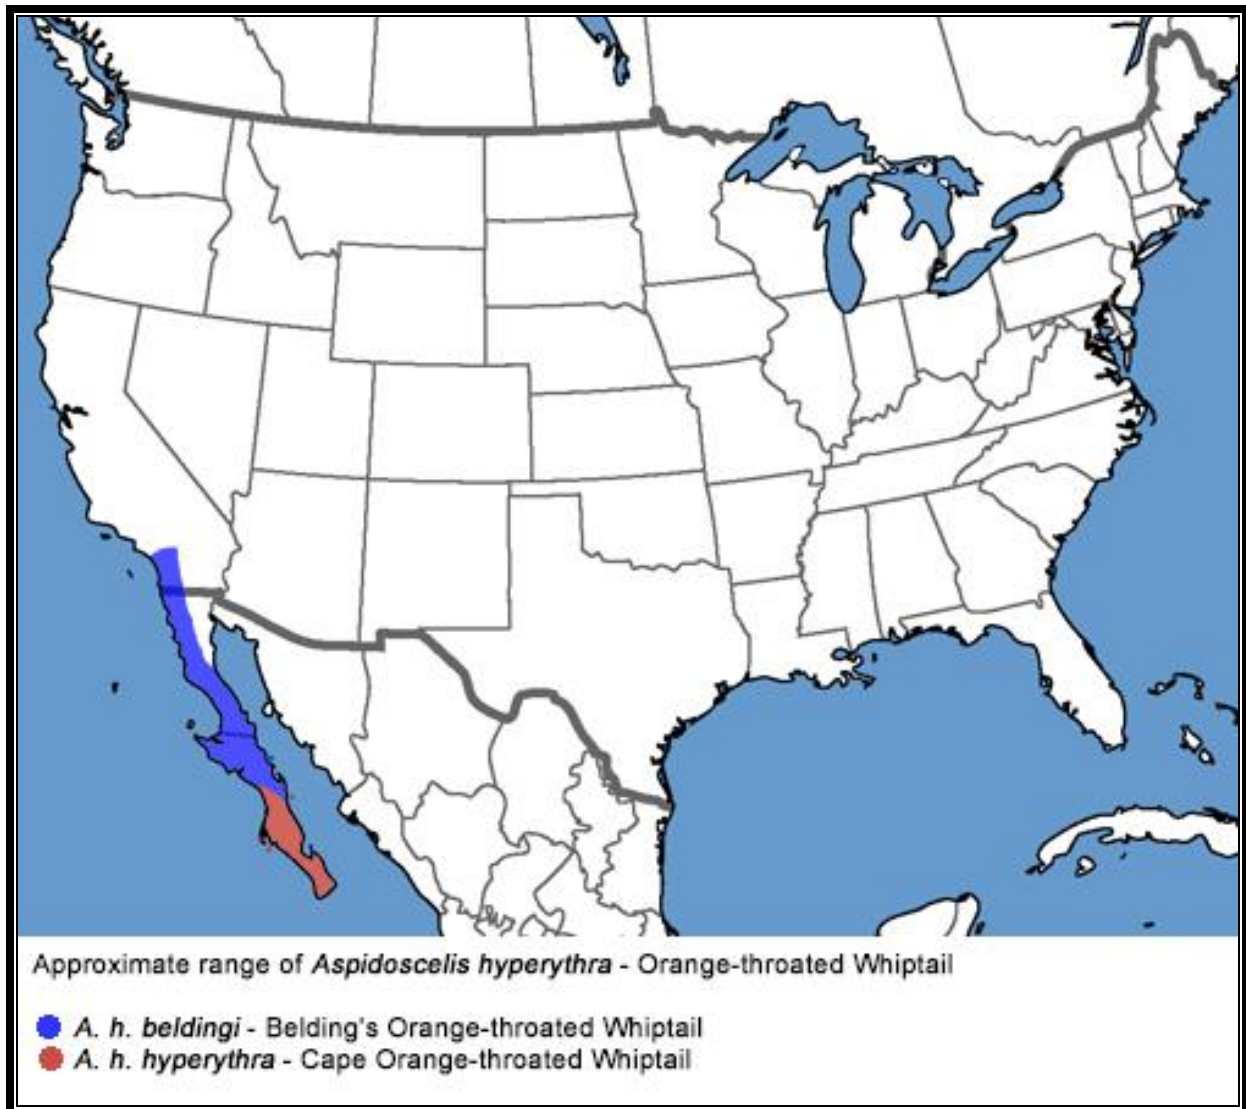 Approximate range of Aspidoscelis hyperythra - Orange-throated Whiptail
A. h. beldingi - Belding's Orange-throated Whiptail
A. h. hyperythra - Cape Orange-throated Whiptail